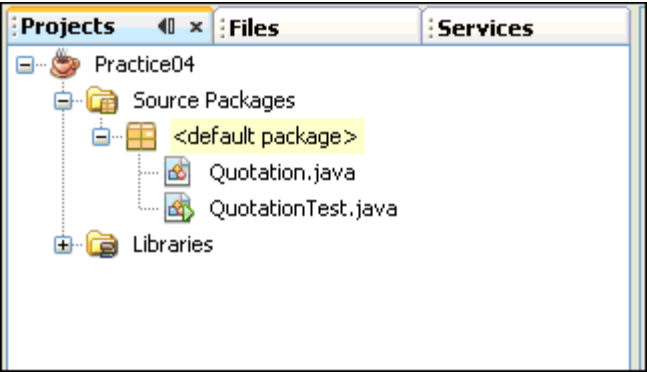 Projects Files Services
Practice04
Source Packages
<default package>
Quotation.java
QuotationTest.java
Libraries